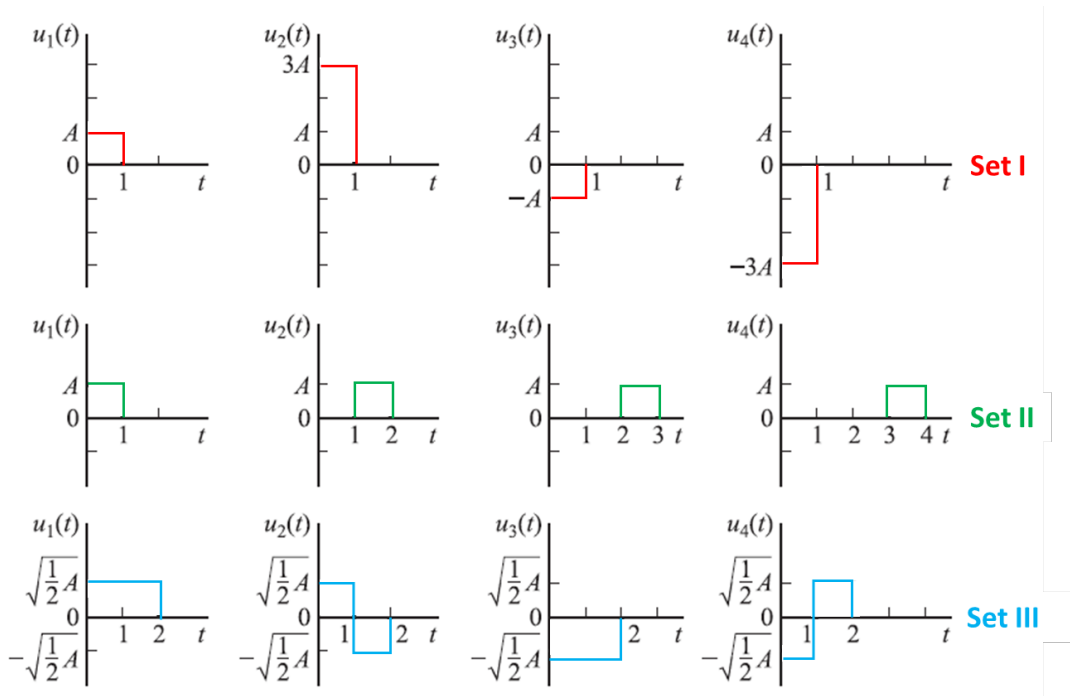 u₁(t) u₂(t) u₃(t) u₄(t)
A 0 1 t
3A A 0 1 t
A 0 −A 1 t
A 0 −3A 1 t
Set I
u₁(t) u₂(t) u₃(t) u₄(t)
A 0 1 t
A 0 1 2 t
A 0 1 2 3 t
A 0 1 2 3 4 t
Set II
u₁(t) u₂(t) u₃(t) u₄(t)
√(1/2)A 0 −√(1/2)A 1 2 t
√(1/2)A 0 −√(1/2)A 1 2 t
√(1/2)A 0 −√(1/2)A 2 t
√(1/2)A 0 −√(1/2)A 1 2 t
Set III